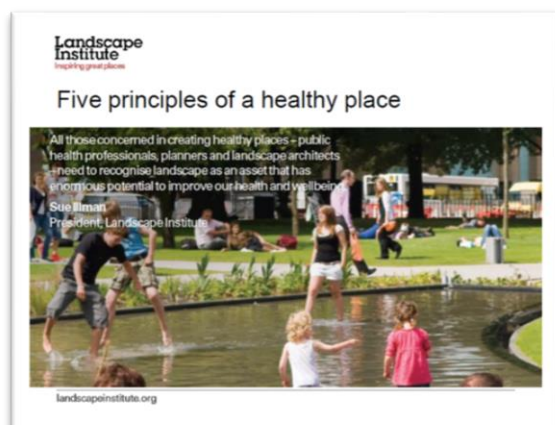 Landscape
Institute
Inspiring great places
Five principles of a healthy place
All those concerned in creating healthy places – public
health professionals, planners and landscape architects
– need to recognise landscape as an asset that has
enormous potential to improve our health and wellbeing.
Sue Illman
President, Landscape Institute
landscapeinstitute.org